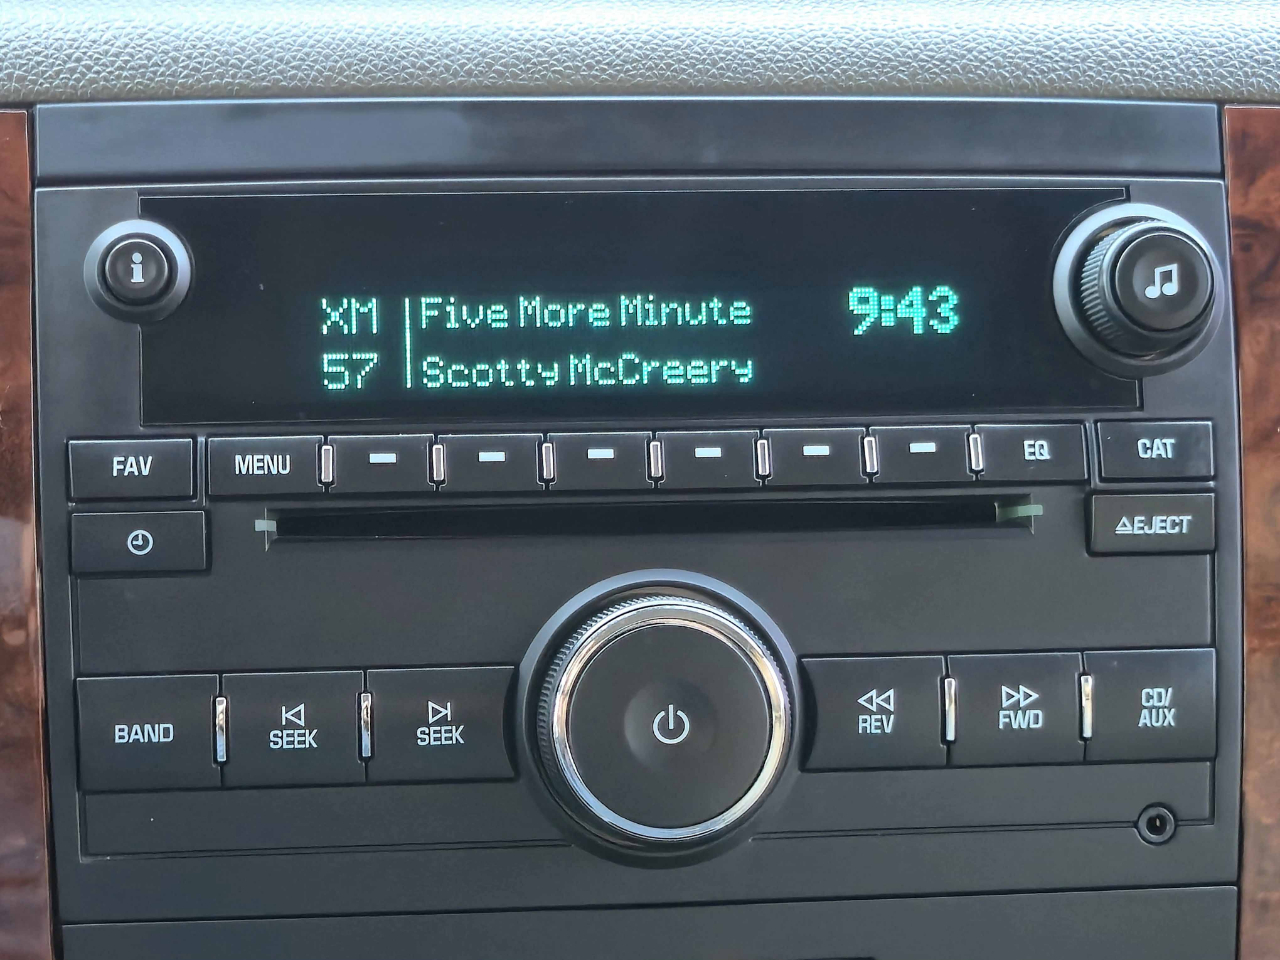 XM Five More Minute 9:43
57 Scotty McCreery
FAV MENU EQ CAT
EJECT
BAND SEEK SEEK REV FWD CD/
AUX